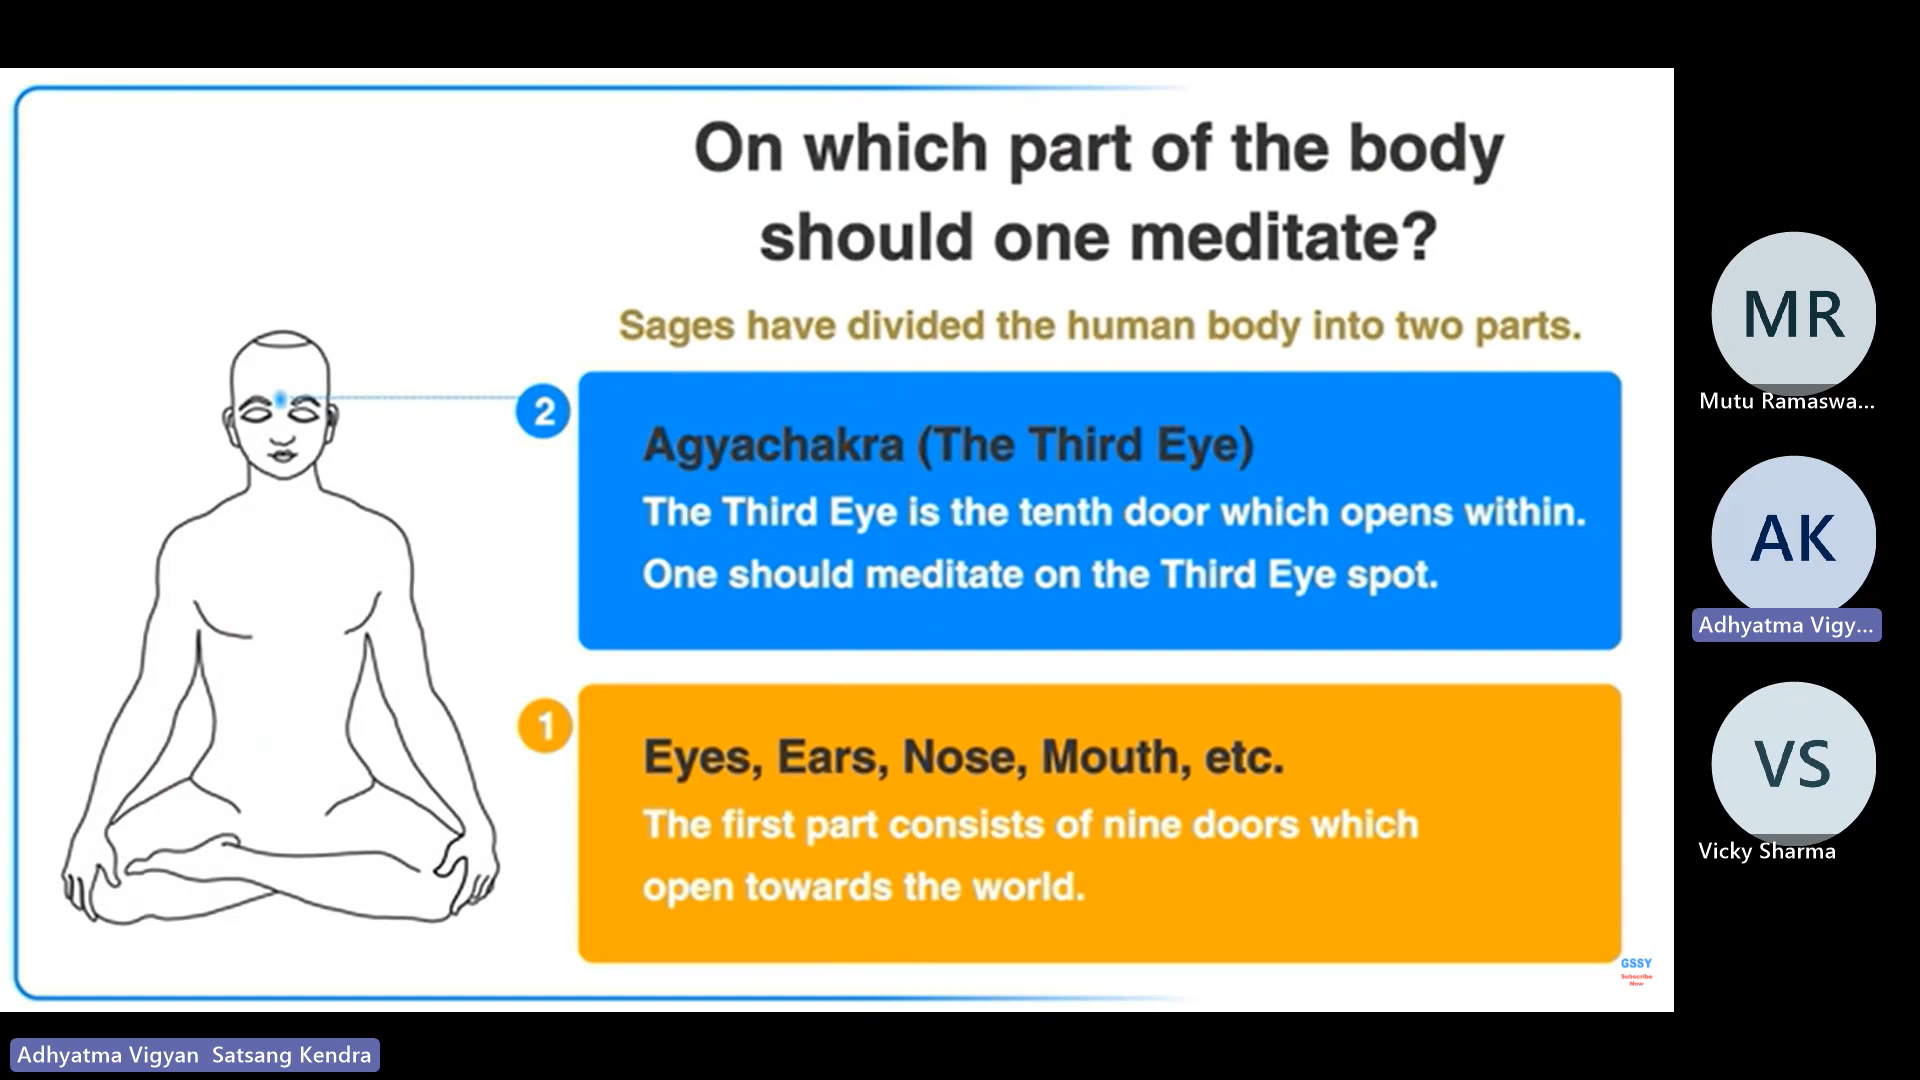 On which part of the body
should one meditate?
Sages have divided the human body into two parts.
2
Agyachakra (The Third Eye)
The Third Eye is the tenth door which opens within.
One should meditate on the Third Eye spot.
1
Eyes, Ears, Nose, Mouth, etc.
The first part consists of nine doors which
open towards the world.
GSSY
Subscribe
Now
MR
Mutu Ramaswa...
AK
Adhyatma Vigy...
VS
Vicky Sharma
Adhyatma Vigyan Satsang Kendra